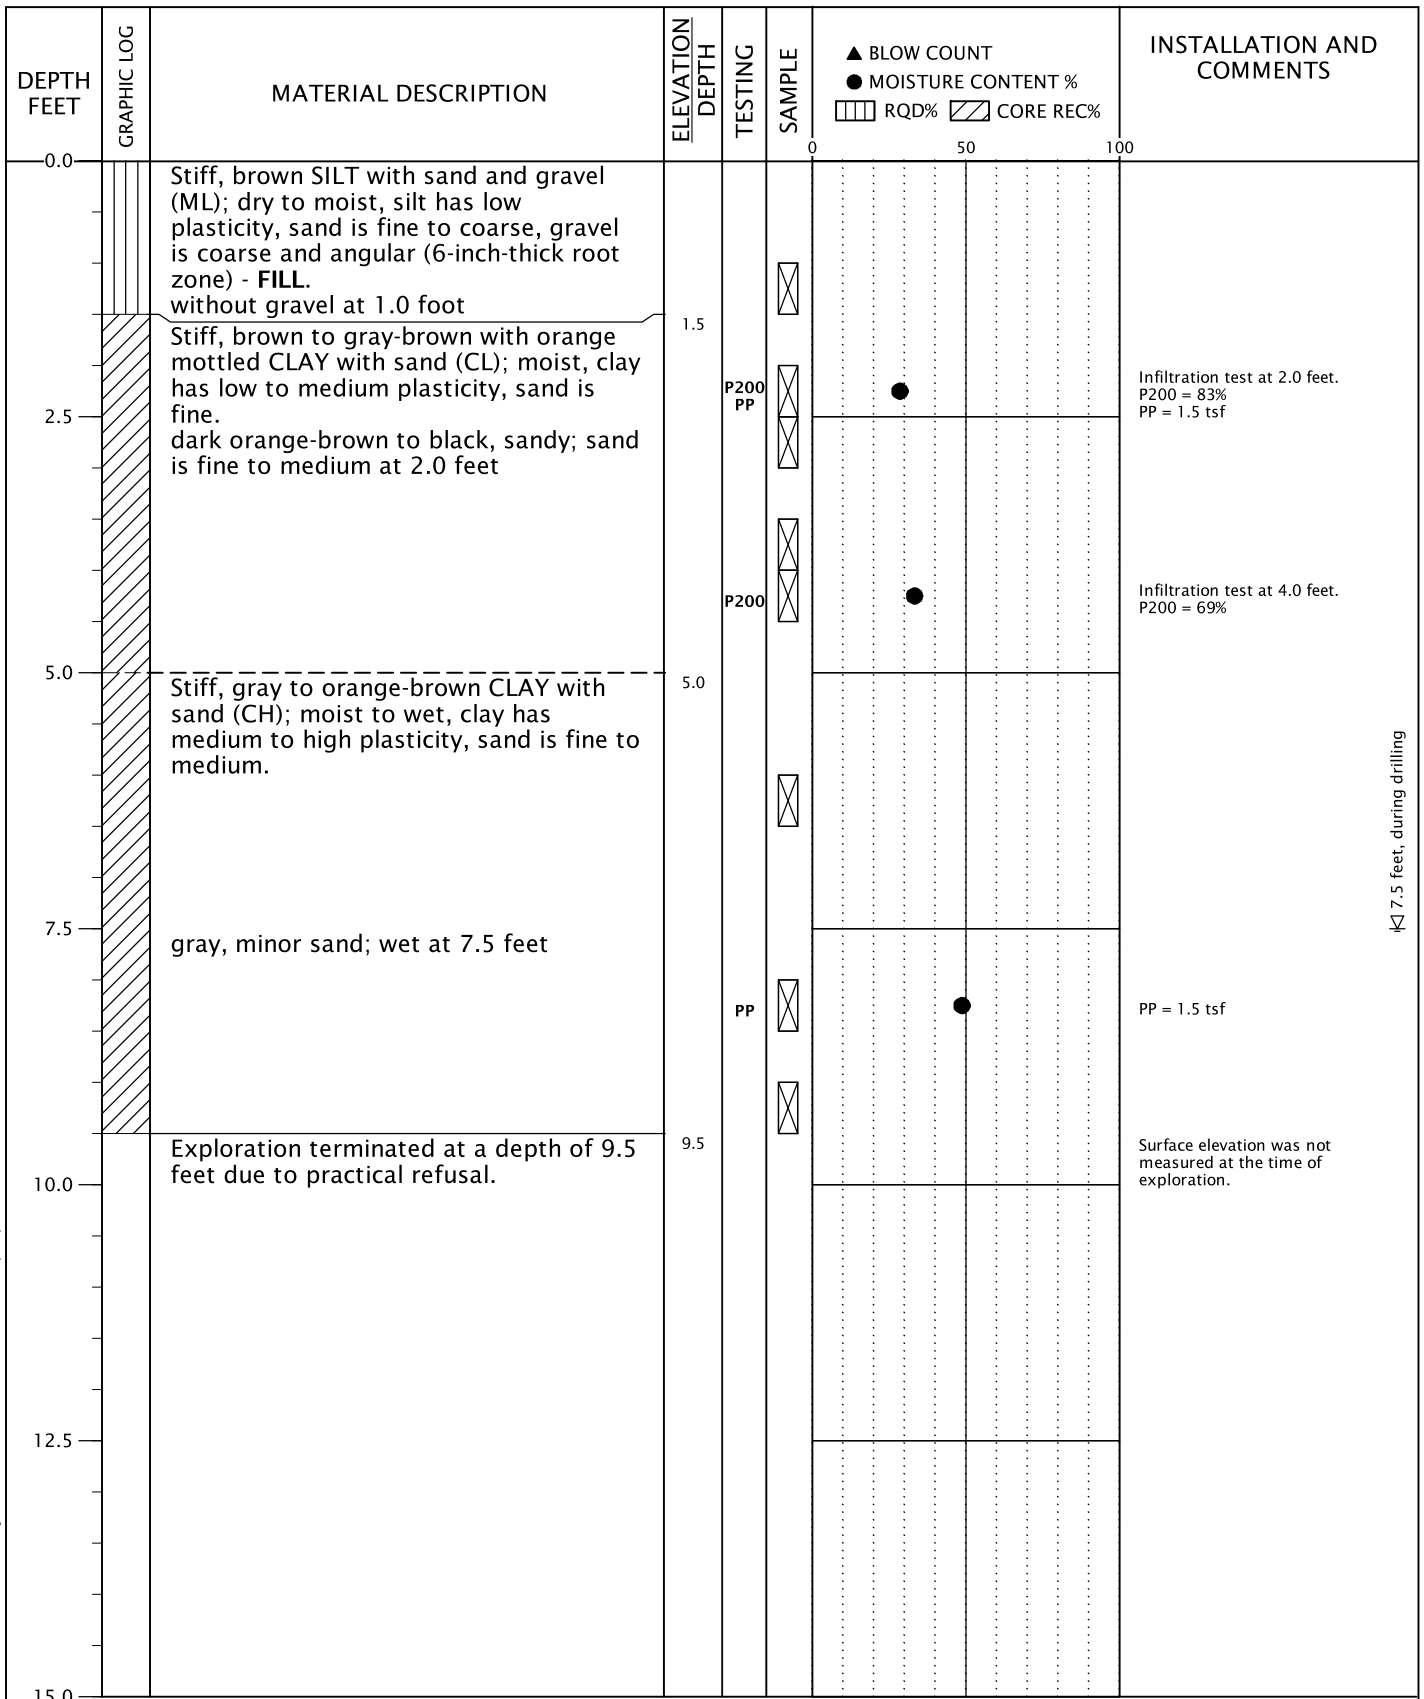 DEPTH
FEET
GRAPHIC LOG
MATERIAL DESCRIPTION
ELEVATION
DEPTH
TESTING
SAMPLE
▲ BLOW COUNT
● MOISTURE CONTENT %
RQD% CORE REC%
0 50 100
INSTALLATION AND
COMMENTS
0.0
Stiff, brown SILT with sand and gravel
(ML); dry to moist, silt has low
plasticity, sand is fine to coarse, gravel
is coarse and angular (6-inch-thick root
zone) - FILL.
without gravel at 1.0 foot
1.5
Stiff, brown to gray-brown with orange
mottled CLAY with sand (CL); moist, clay
has low to medium plasticity, sand is
fine.
dark orange-brown to black, sandy; sand
is fine to medium at 2.0 feet
P200
PP
Infiltration test at 2.0 feet.
P200 = 83%
PP = 1.5 tsf
2.5
P200
Infiltration test at 4.0 feet.
P200 = 69%
5.0
5.0
Stiff, gray to orange-brown CLAY with
sand (CH); moist to wet, clay has
medium to high plasticity, sand is fine to
medium.
7.5 feet, during drilling
7.5
gray, minor sand; wet at 7.5 feet
PP
PP = 1.5 tsf
9.5
Exploration terminated at a depth of 9.5
feet due to practical refusal.
Surface elevation was not
measured at the time of
exploration.
10.0
12.5
15.0